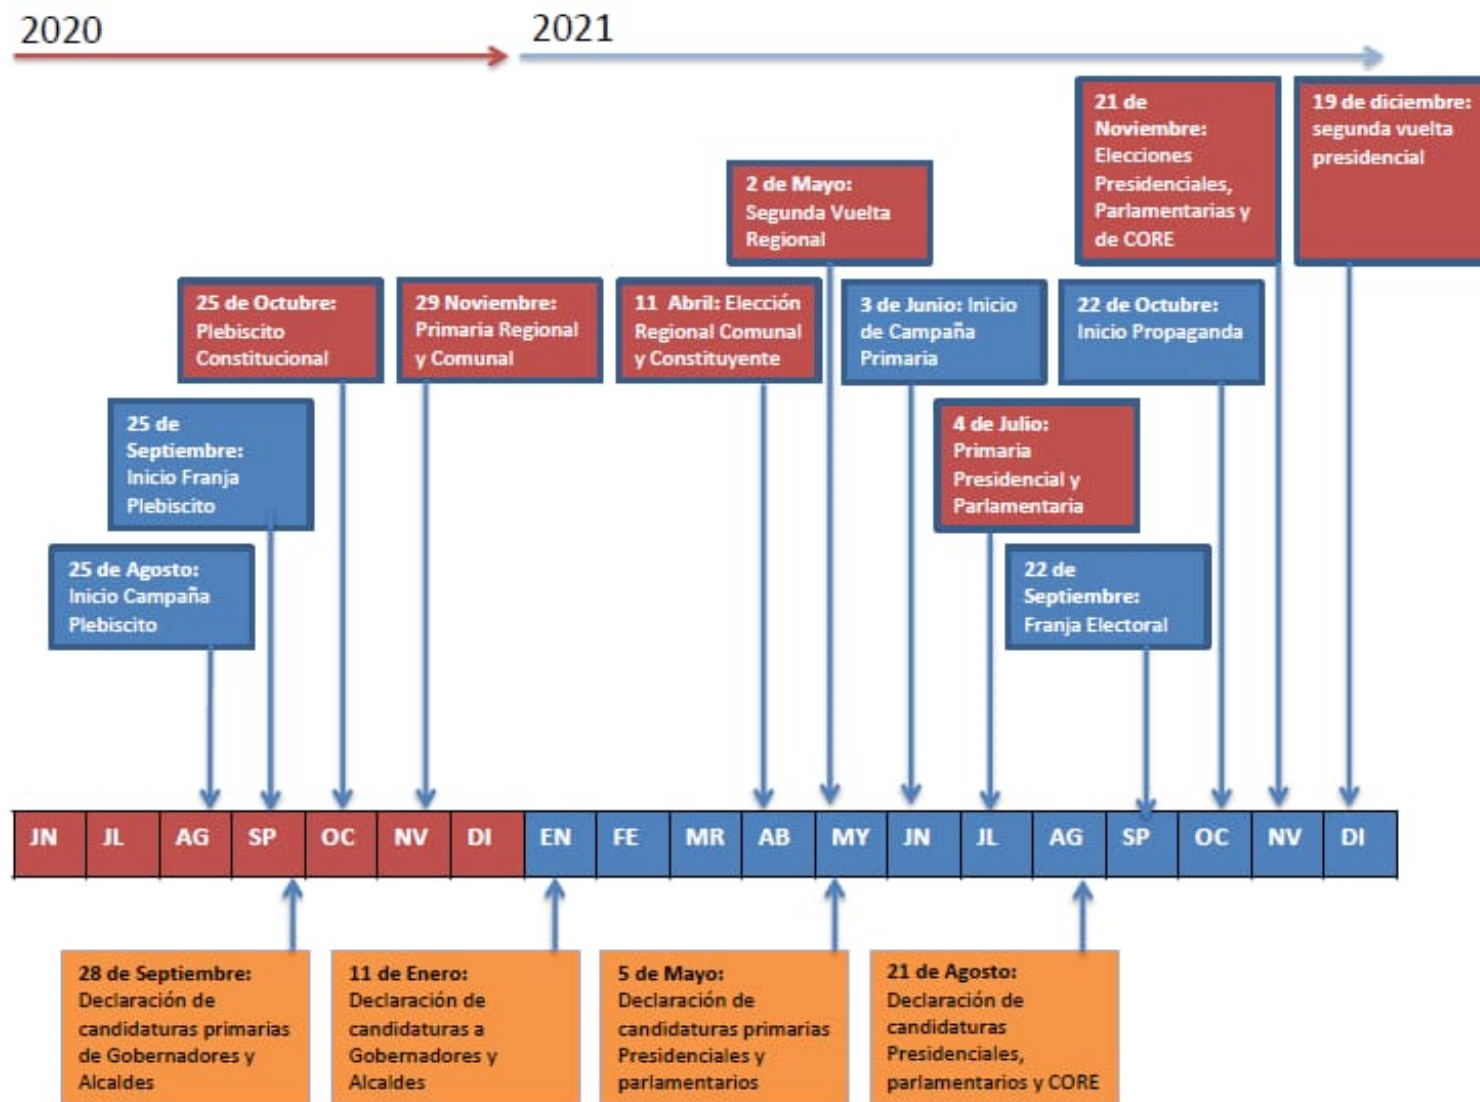 2020
2021
21 de
Noviembre:
Elecciones
Presidenciales,
Parlamentarias y
de CORE
19 de diciembre:
segunda vuelta
presidencial
2 de Mayo:
Segunda Vuelta
Regional
25 de Octubre:
Plebiscito
Constitucional
29 Noviembre:
Primaria Regional
y Comunal
11 Abril: Elección
Regional Comunal
y Constituyente
3 de Junio: Inicio
de Campaña
Primaria
22 de Octubre:
Inicio Propaganda
25 de
Septiembre:
Inicio Franja
Plebiscito
4 de Julio:
Primaria
Presidencial y
Parlamentaria
25 de Agosto:
Inicio Campaña
Plebiscito
22 de
Septiembre:
Franja Electoral
JN JL AG SP OC NV DI EN FE MR AB MY JN JL AG SP OC NV DI
28 de Septiembre:
Declaración de
candidaturas primarias
de Gobernadores y
Alcaldes
11 de Enero:
Declaración de
candidaturas a
Gobernadores y
Alcaldes
5 de Mayo:
Declaración de
candidaturas primarias
Presidenciales y
parlamentarios
21 de Agosto:
Declaración de
candidaturas
Presidenciales,
parlamentarios y CORE